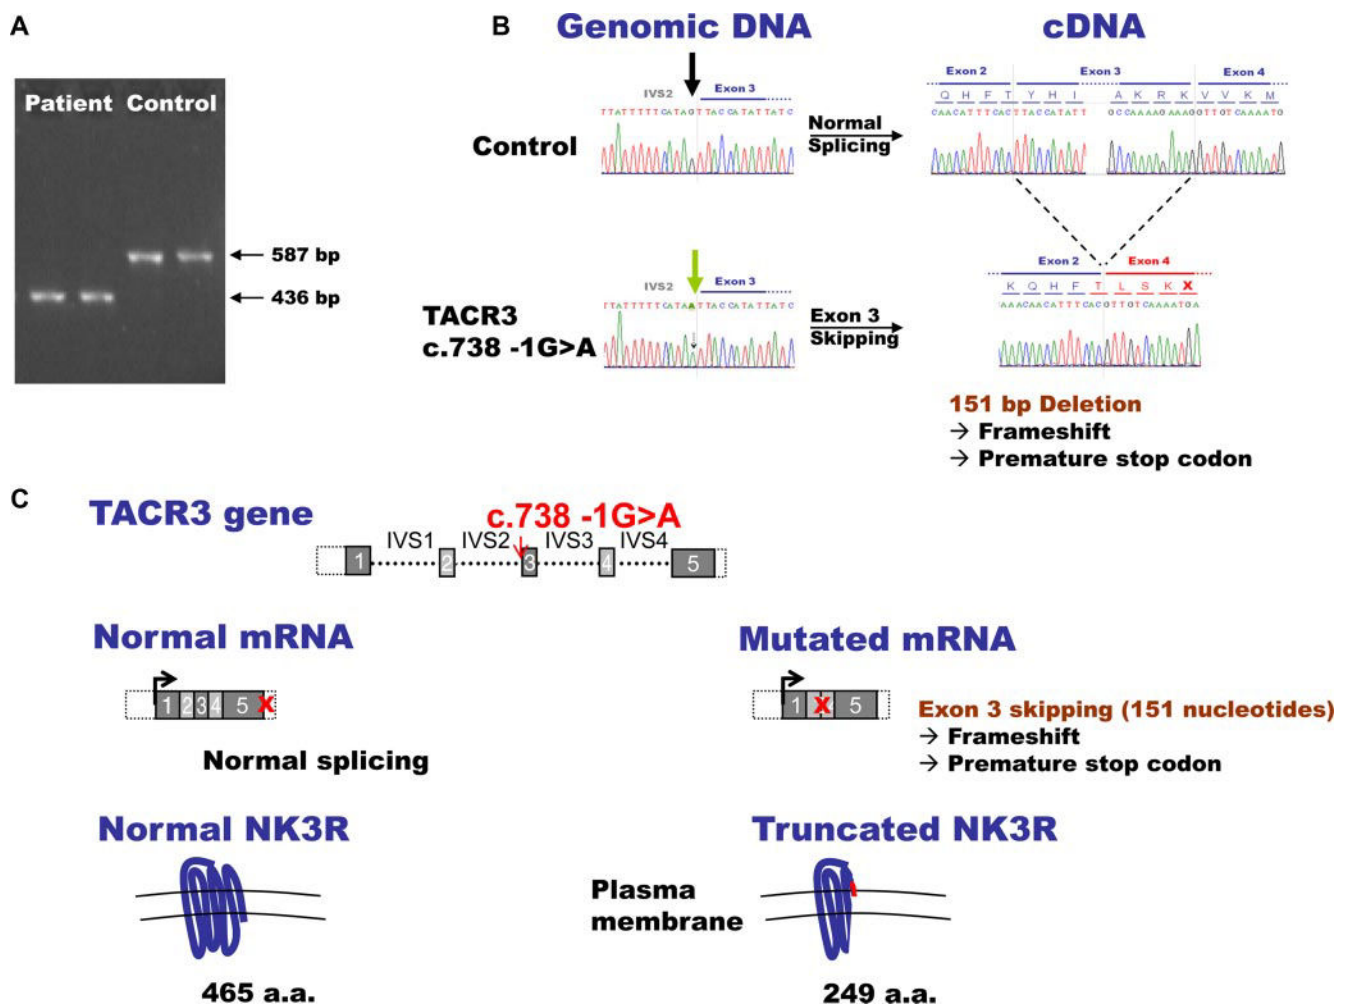 A
Patient Control
587 bp
436 bp
B
Genomic DNA
cDNA
Control
IVS2
Exon 3
TTATTTTTCATAGTTACCATATTATC
Normal
Splicing
Exon 2
Exon 3
Exon 4
Q H F T Y H I
A K R K V V K M
CAACATTTCACTTACCATATT
GCCAAAAGAAAGGTTGTCAAAATG
TACR3
c.738 -1G>A
IVS2
Exon 3
TTATTTTTCATAATTACCATATTATC
Exon 3
Skipping
Exon 2
Exon 4
K Q H F T L S K X
AAACAACATTTCACGTTGTCAAAATGA
151 bp Deletion
→ Frameshift
→ Premature stop codon
C
TACR3 gene
c.738 -1G>A
IVS1 IVS2 IVS3 IVS4
1 2 3 4 5
Normal mRNA
1 2 3 4 5 X
Normal splicing
Mutated mRNA
1 X 5
Exon 3 skipping (151 nucleotides)
→ Frameshift
→ Premature stop codon
Normal NK3R
465 a.a.
Truncated NK3R
Plasma
membrane
249 a.a.